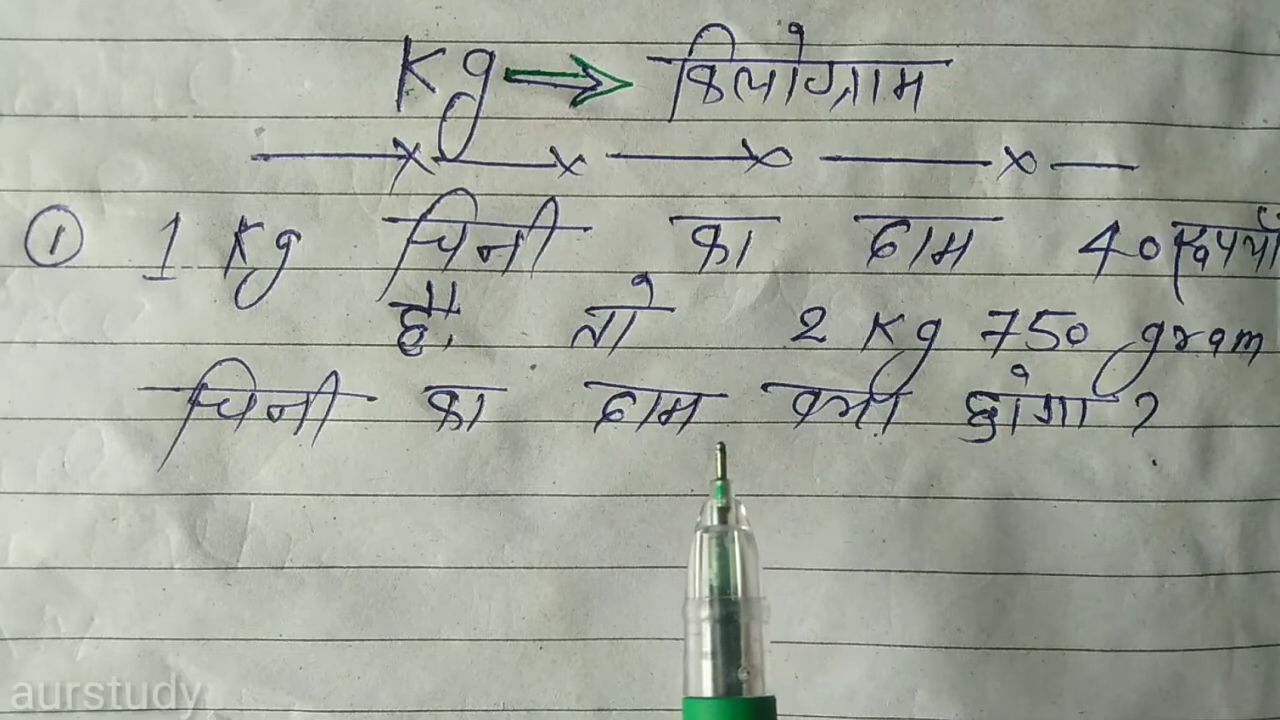 Kg → किलोग्राम
① 1 Kg चिनी का दाम 40 रूपयाँ
है। तो 2 Kg 750 gram
चिनी का दाम क्या होगा ?
aurstudy